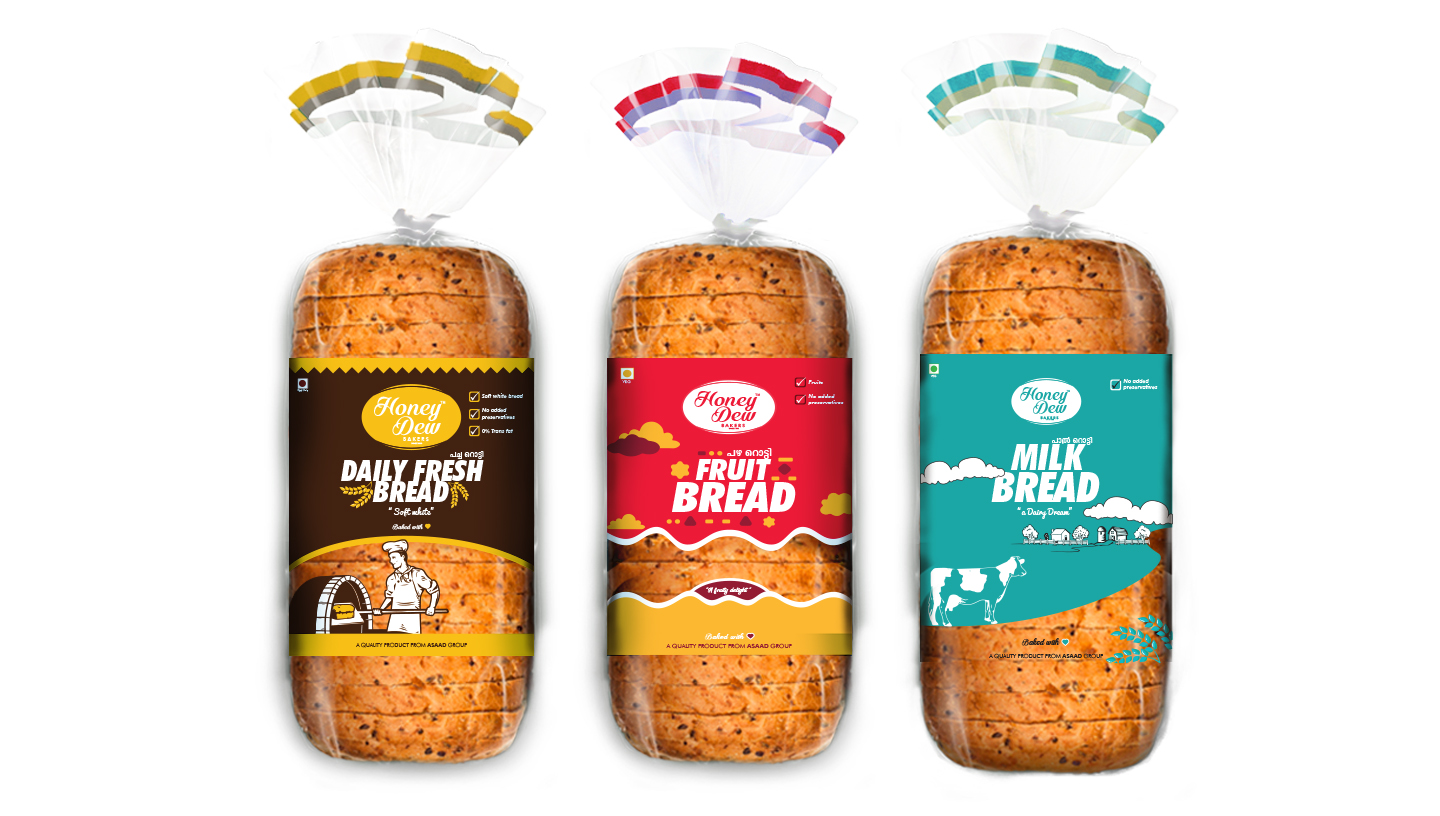 Honey
Dew
BAKERS
Soft white bread
No added
preservatives
0% Trans fat
പച്ച റൊട്ടി
DAILY FRESH
BREAD
"Soft white"
Baked with
A QUALITY PRODUCT FROM ASAAD GROUP
VEG
Honey
Dew
BAKERS
Fruits
No added
preservatives
പഴ റൊട്ടി
FRUIT
BREAD
"A fruity delight"
Baked with
A QUALITY PRODUCT FROM ASAAD GROUP
Honey
Dew
BAKERS
No added
preservatives
പാൽ റൊട്ടി
MILK
BREAD
"a Dairy Dream"
Baked with
A QUALITY PRODUCT FROM ASAAD GROUP